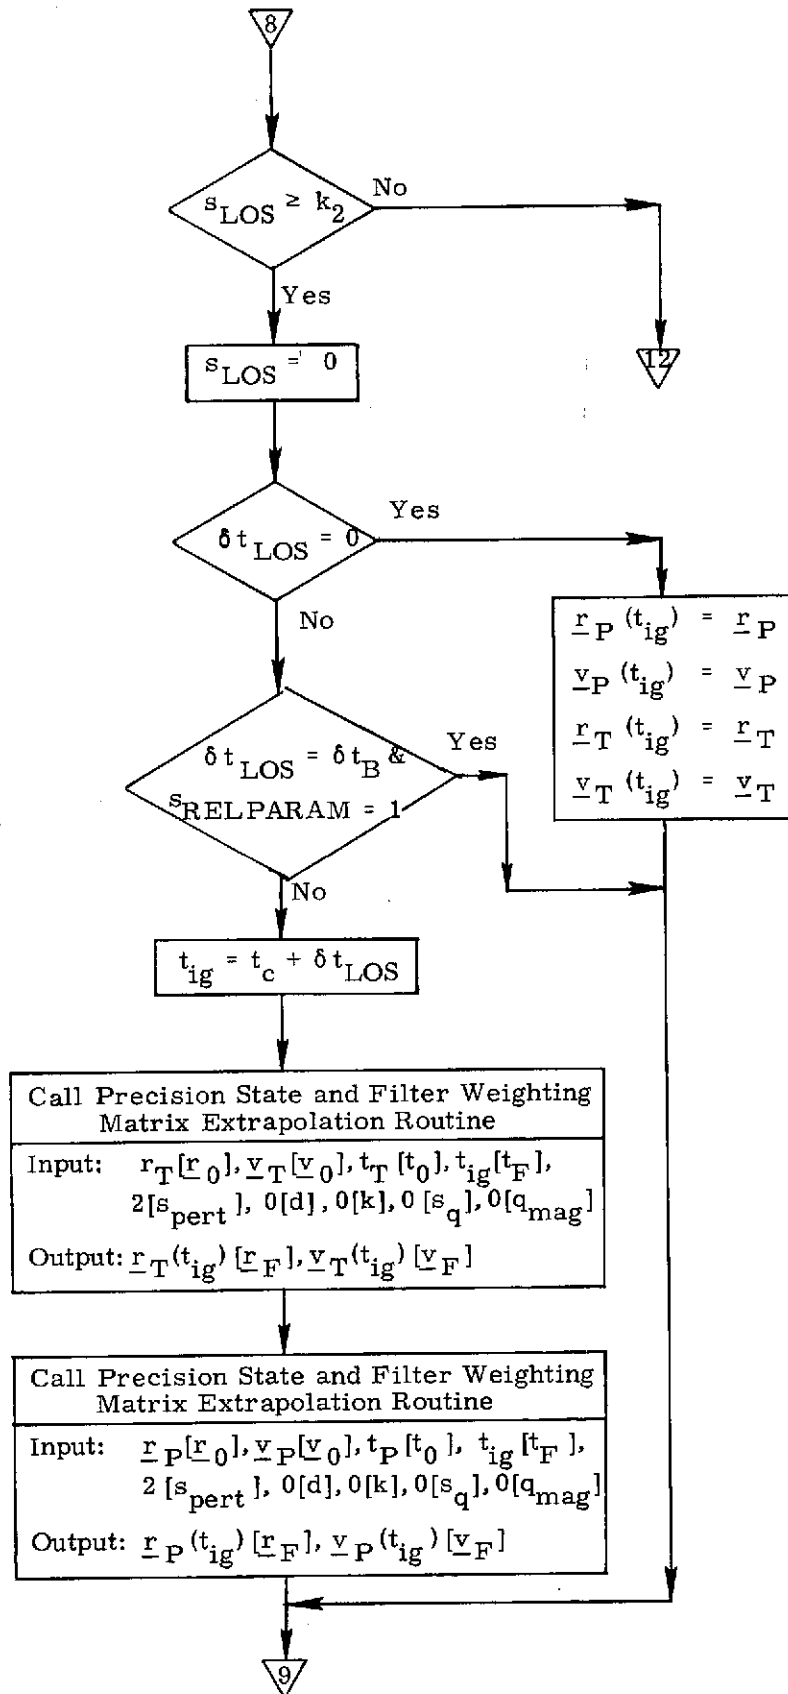 8
s_LOS ≥ k_2
No
Yes
s_LOS = 0
12
δt_LOS = 0
Yes
No
r_P(t_ig) = r_P
v_P(t_ig) = v_P
r_T(t_ig) = r_T
v_T(t_ig) = v_T
δt_LOS = δt_B &
s_RELPARAM = 1
Yes
No
t_ig = t_c + δt_LOS
Call Precision State and Filter Weighting
Matrix Extrapolation Routine
Input: r_T[r_0], v_T[v_0], t_T[t_0], t_ig[t_F],
2[s_pert], 0[d], 0[k], 0[s_q], 0[q_mag]
Output: r_T(t_ig)[r_F], v_T(t_ig)[v_F]
Call Precision State and Filter Weighting
Matrix Extrapolation Routine
Input: r_P[r_0], v_P[v_0], t_P[t_0], t_ig[t_F],
2[s_pert], 0[d], 0[k], 0[s_q], 0[q_mag]
Output: r_P(t_ig)[r_F], v_P(t_ig)[v_F]
9